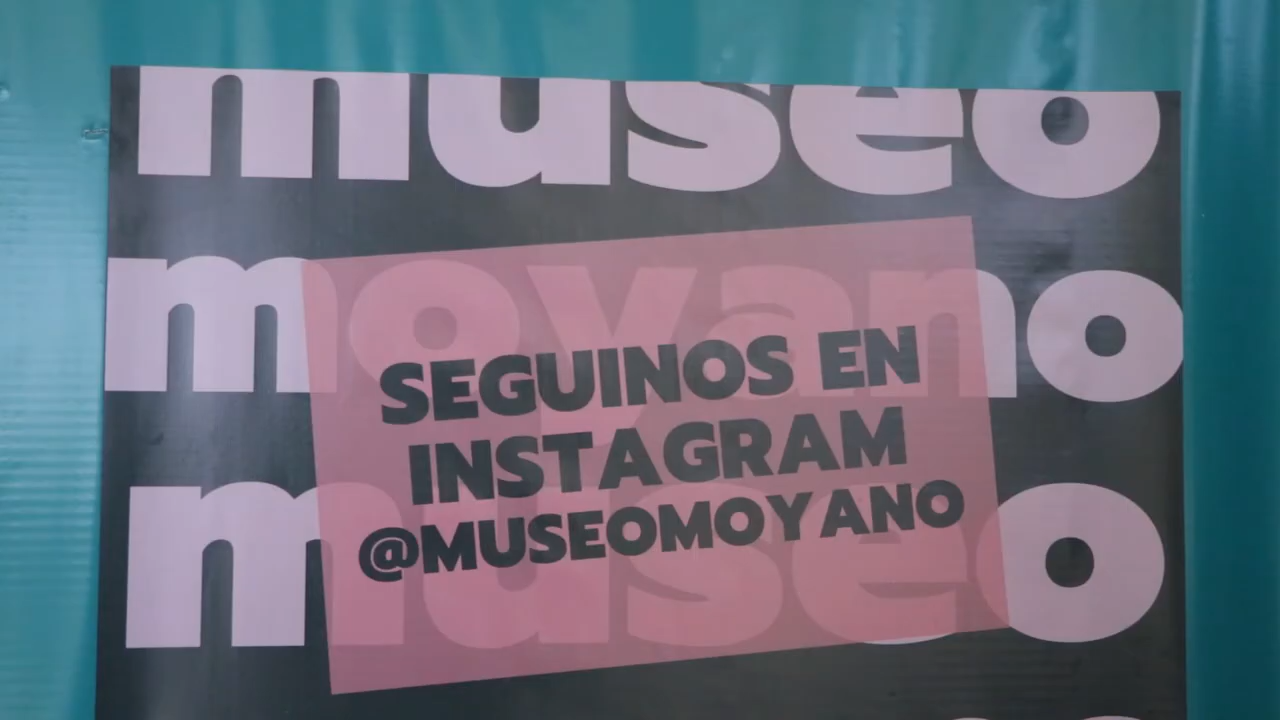 museo
moyano
museo
SEGUINOS EN
INSTAGRAM
@MUSEOMOYANO